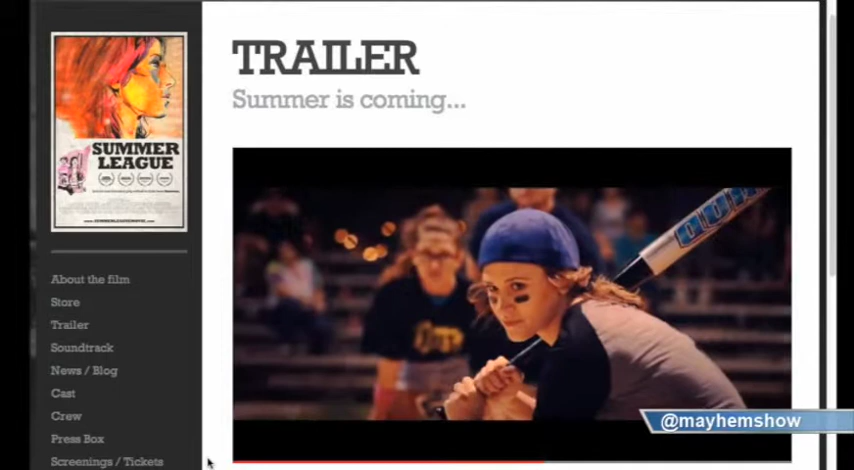 TRAILER
Summer is coming...
SUMMER
LEAGUE
About the film
Store
Trailer
Soundtrack
News / Blog
Cast
Crew
Press Box
Screenings / Tickets
@mayhemshow